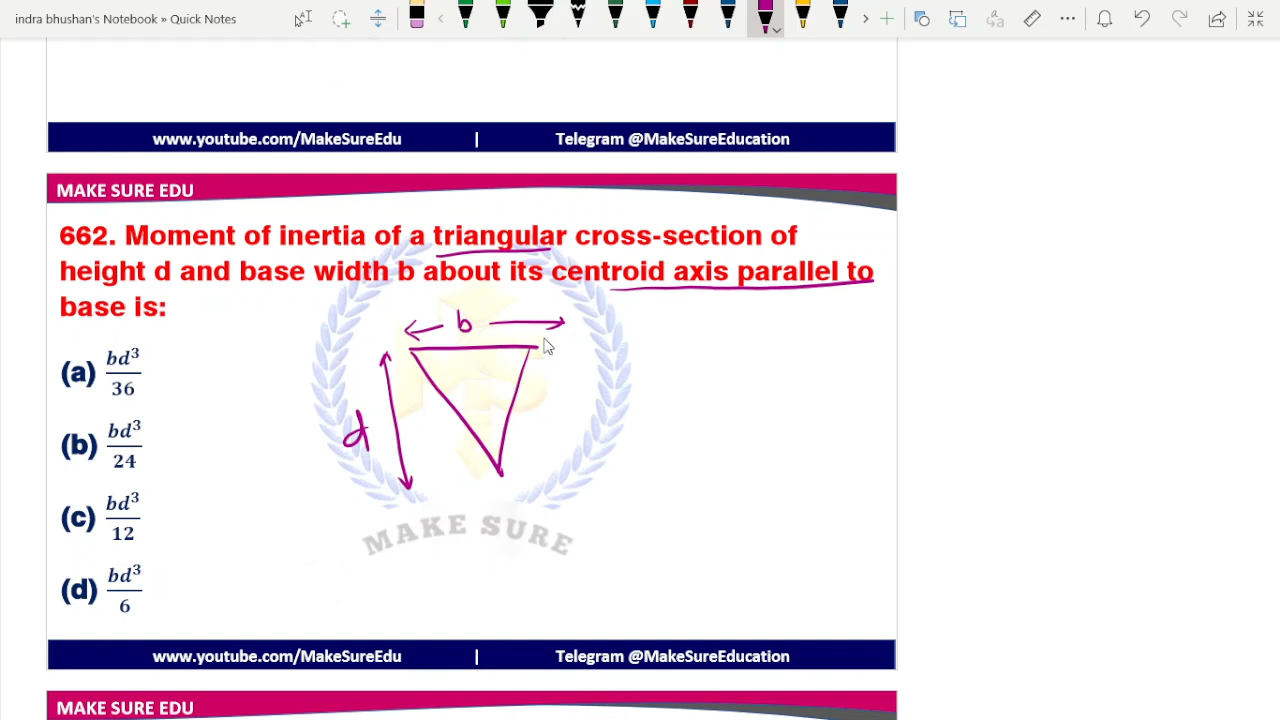 indra bhushan's Notebook » Quick Notes
www.youtube.com/MakeSureEdu | Telegram @MakeSureEducation
MAKE SURE EDU
662. Moment of inertia of a triangular cross-section of
height d and base width b about its centroid axis parallel to
base is:
b
(a) bd³/36
d
(b) bd³/24
(c) bd³/12
MAKE SURE
(d) bd³/6
www.youtube.com/MakeSureEdu | Telegram @MakeSureEducation
MAKE SURE EDU